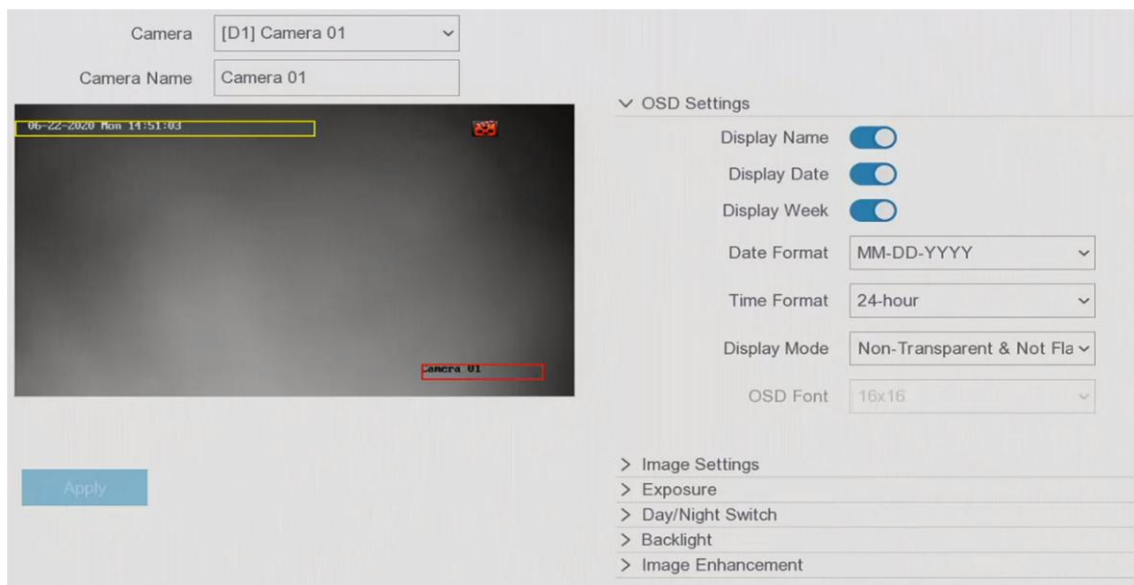 Camera [D1] Camera 01
Camera Name Camera 01
06-22-2020 Mon 14:51:03
Camera 01
Apply
OSD Settings
Display Name
Display Date
Display Week
Date Format MM-DD-YYYY
Time Format 24-hour
Display Mode Non-Transparent & Not Fla
OSD Font 16x16
Image Settings
Exposure
Day/Night Switch
Backlight
Image Enhancement